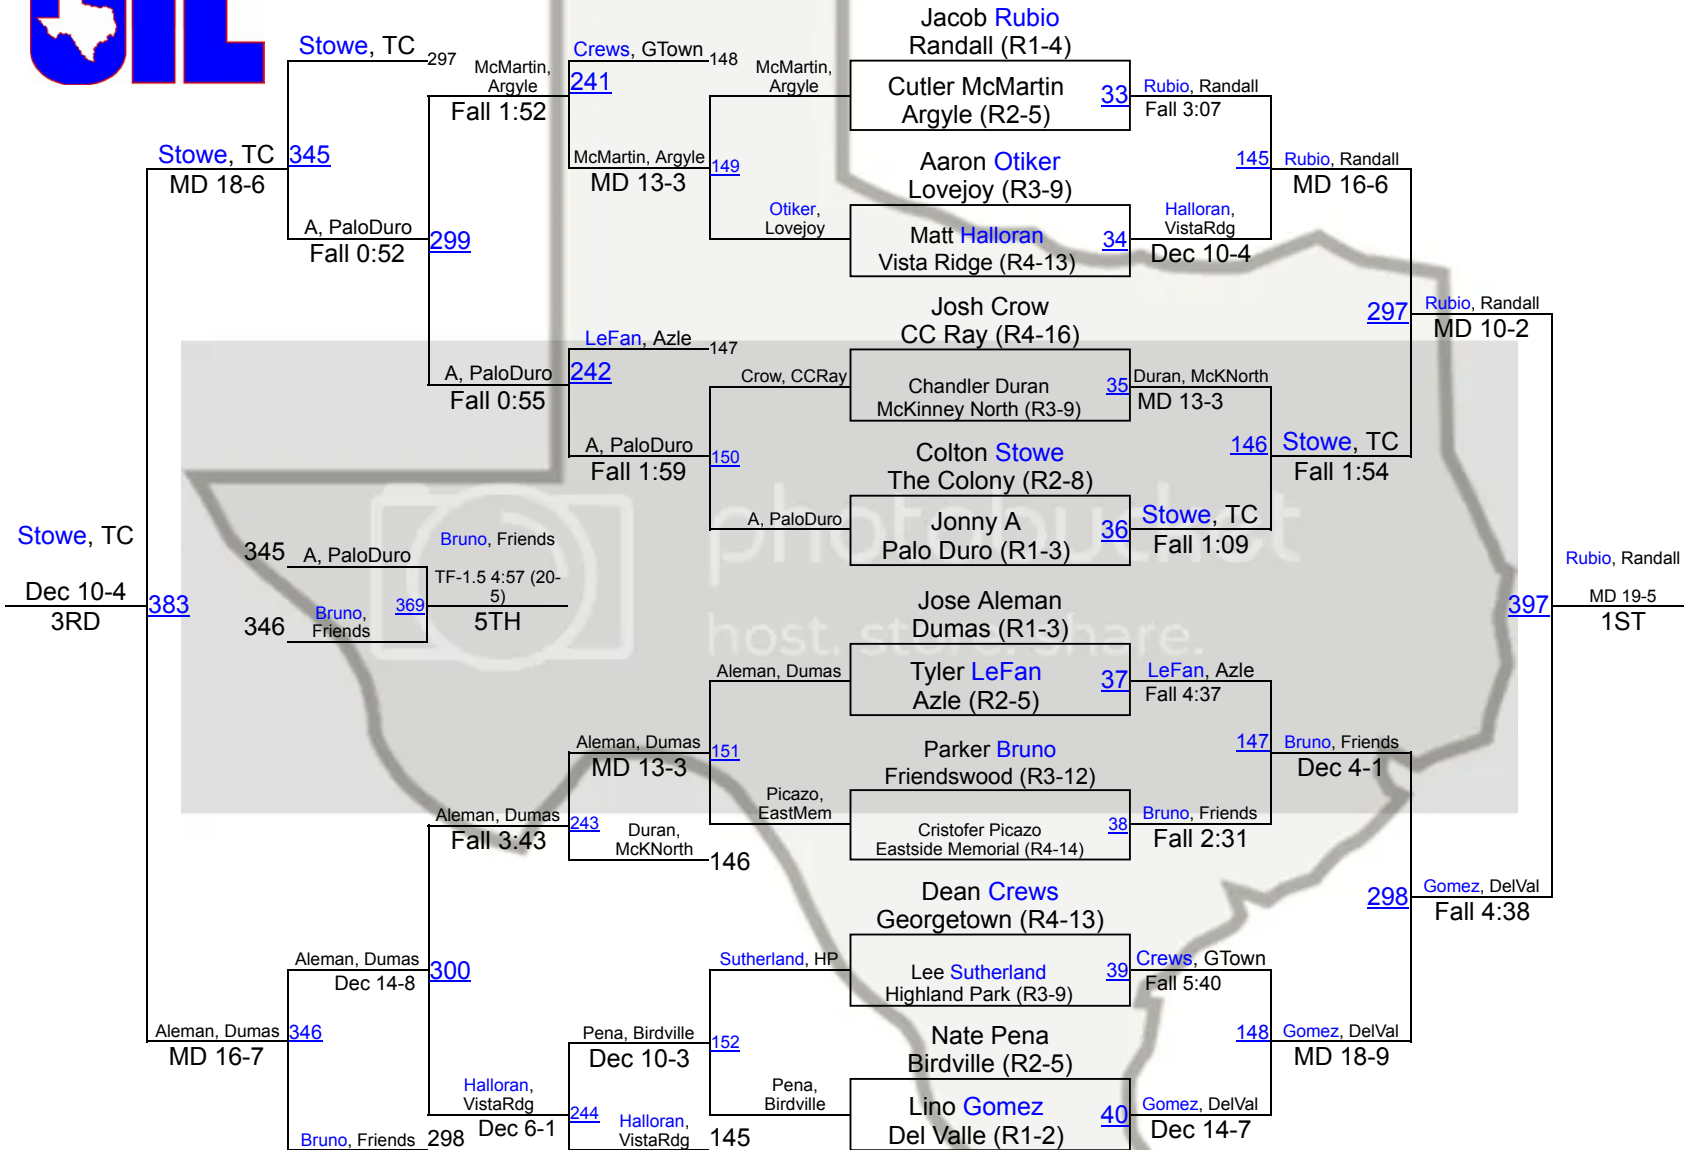 UIL
Stowe, TC
297
Stowe, TC
MD 18-6
345
A, PaloDuro
Fall 0:52
McMartin,
Argyle
Fall 1:52
299
A, PaloDuro
Fall 0:55
Crews, GTown
148
241
McMartin, Argyle
MD 13-3
149
McMartin,
Argyle
Otiker,
Lovejoy
LeFan, Azle
147
242
A, PaloDuro
Fall 1:59
150
Crow, CCRay
A, PaloDuro
Jacob Rubio
Randall (R1-4)
Cutler McMartin
Argyle (R2-5)
33
Rubio, Randall
Fall 3:07
Aaron Otiker
Lovejoy (R3-9)
Matt Halloran
Vista Ridge (R4-13)
34
Halloran,
VistaRdg
Dec 10-4
145
Rubio, Randall
MD 16-6
Josh Crow
CC Ray (R4-16)
Chandler Duran
McKinney North (R3-9)
35
Duran, McKNorth
MD 13-3
Colton Stowe
The Colony (R2-8)
Jonny A
Palo Duro (R1-3)
36
Stowe, TC
Fall 1:09
146
Stowe, TC
Fall 1:54
297
Rubio, Randall
MD 10-2
photobucket
host. store. share.
Stowe, TC
Dec 10-4
3RD
383
345
A, PaloDuro
346
Bruno,
Friends
369
Bruno, Friends
TF-1.5 4:57 (20-
5)
5TH
Rubio, Randall
397
MD 19-5
1ST
Jose Aleman
Dumas (R1-3)
Tyler LeFan
Azle (R2-5)
37
LeFan, Azle
Fall 4:37
Parker Bruno
Friendswood (R3-12)
Cristofer Picazo
Eastside Memorial (R4-14)
38
Bruno, Friends
Fall 2:31
147
Bruno, Friends
Dec 4-1
Aleman, Dumas
Picazo,
EastMem
151
Aleman, Dumas
MD 13-3
243
Duran,
McKNorth
146
Aleman, Dumas
Fall 3:43
Dean Crews
Georgetown (R4-13)
Lee Sutherland
Highland Park (R3-9)
39
Crews, GTown
Fall 5:40
Nate Pena
Birdville (R2-5)
Lino Gomez
Del Valle (R1-2)
40
Gomez, DelVal
Dec 14-7
148
Gomez, DelVal
MD 18-9
298
Gomez, DelVal
Fall 4:38
Sutherland, HP
Pena,
Birdville
152
Pena, Birdville
Dec 10-3
244
Halloran,
VistaRdg
145
Halloran,
VistaRdg
Dec 6-1
300
Aleman, Dumas
Dec 14-8
346
Bruno, Friends
298
Aleman, Dumas
MD 16-7